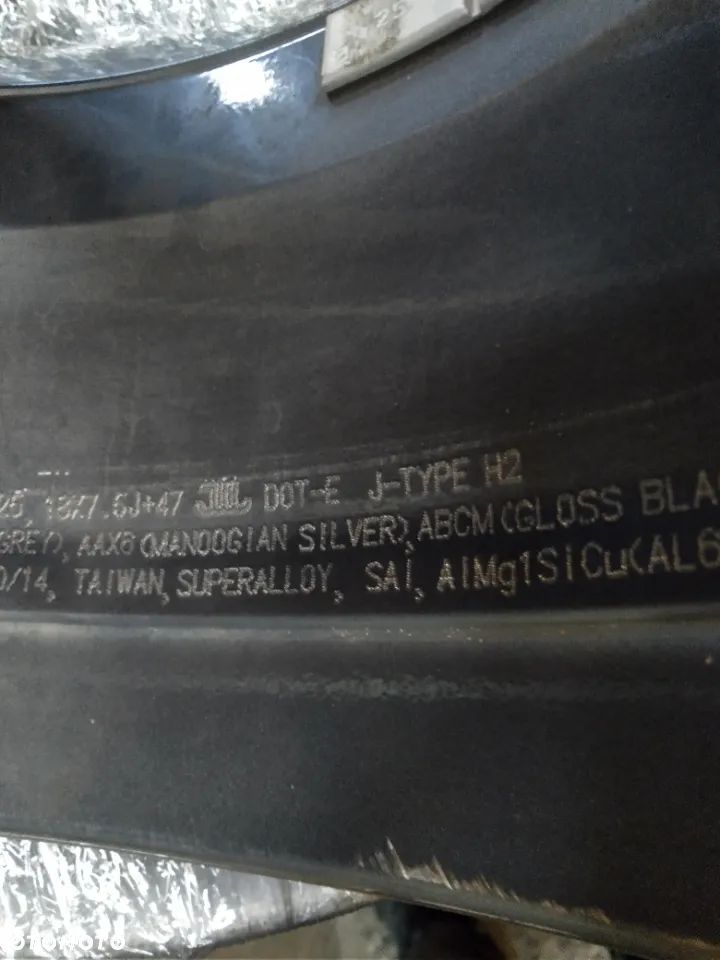 18X7.5J+47 JWL DOT-E J-TYPE H2
GREY), AAX6 (MANOOGIAN SILVER), ABCM (GLOSS BLA
0/14, TAIWAN, SUPERALLOY, SAI, AlMg1SiCu(AL6
OTOMOTO